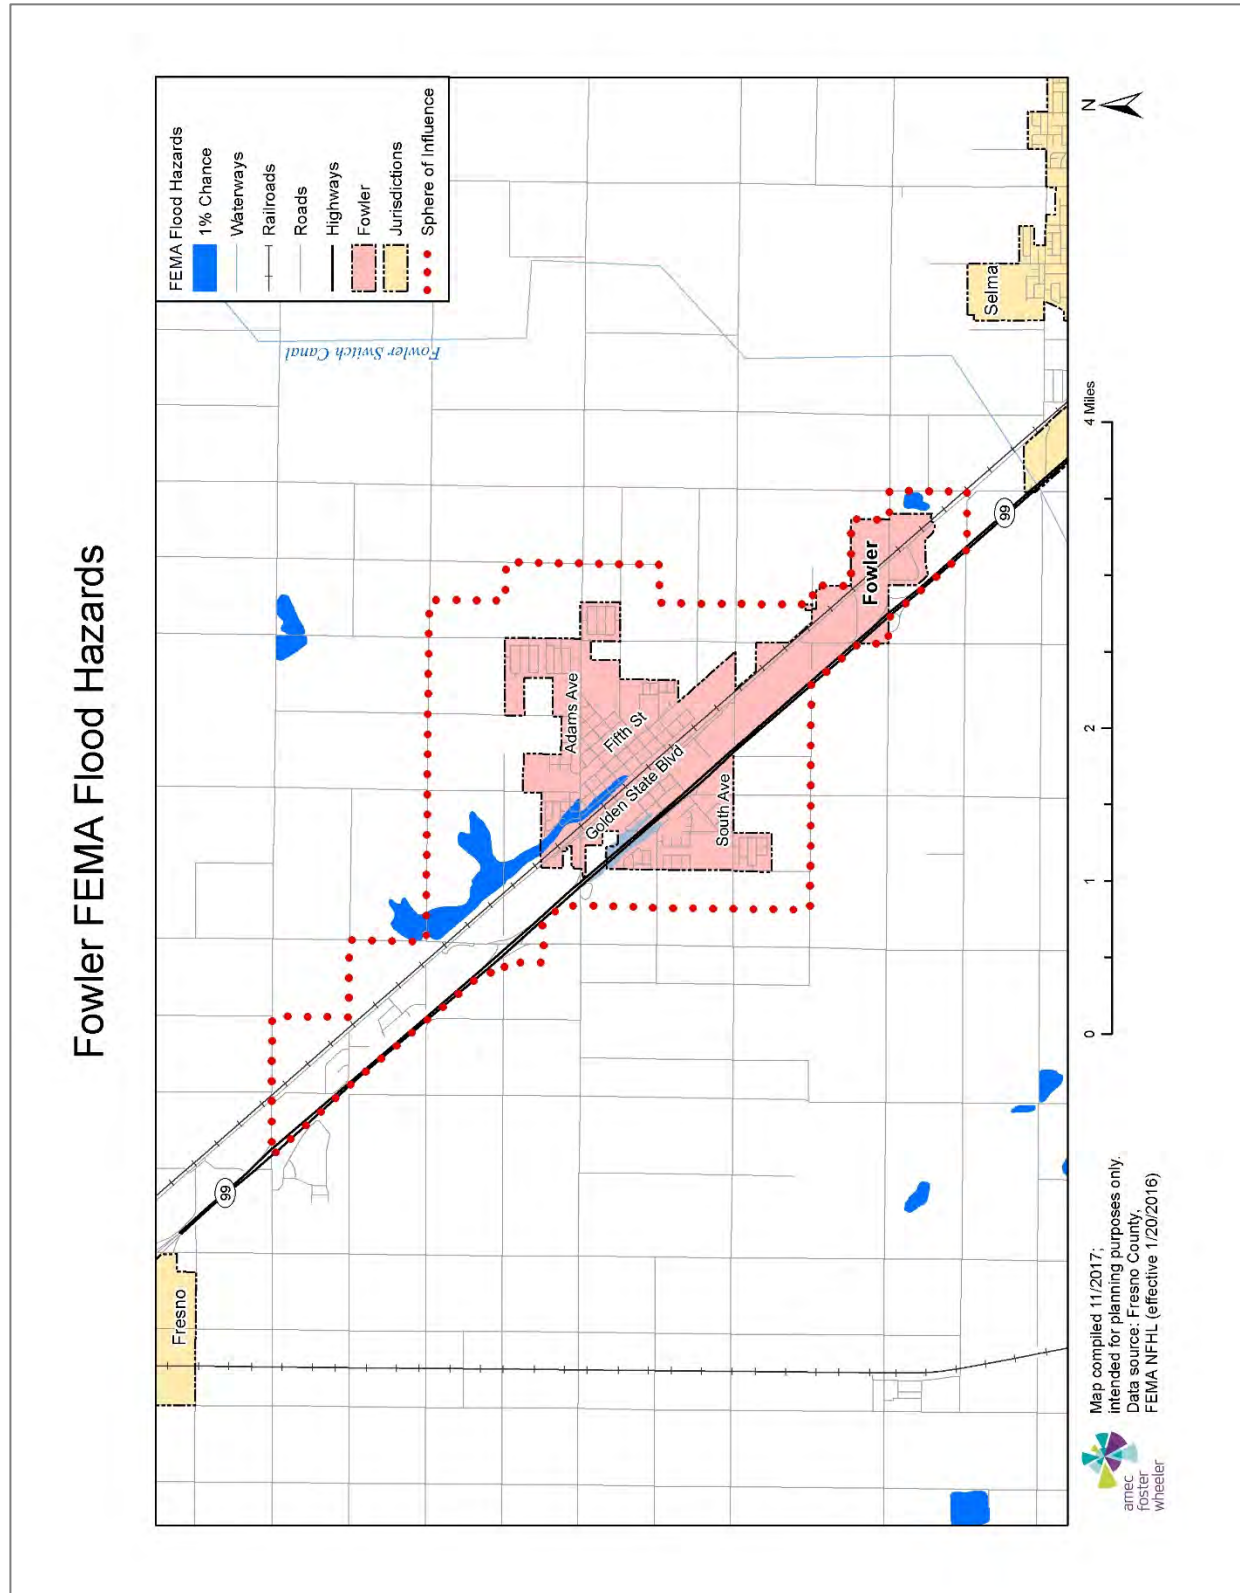 Fowler FEMA Flood Hazards
FEMA Flood Hazards
1% Chance
Waterways
Railroads
Roads
Highways
Fowler
Jurisdictions
Sphere of Influence
Fresno
99
Fowler Switch Canal
Adams Ave
Fifth St
Golden State Blvd
South Ave
Fowler
99
Selma
N
0
1
2
4 Miles
Map compiled 11/2017;
intended for planning purposes only.
Data source: Fresno County,
FEMA NFHL (effective 1/20/2016)
amec
foster
wheeler